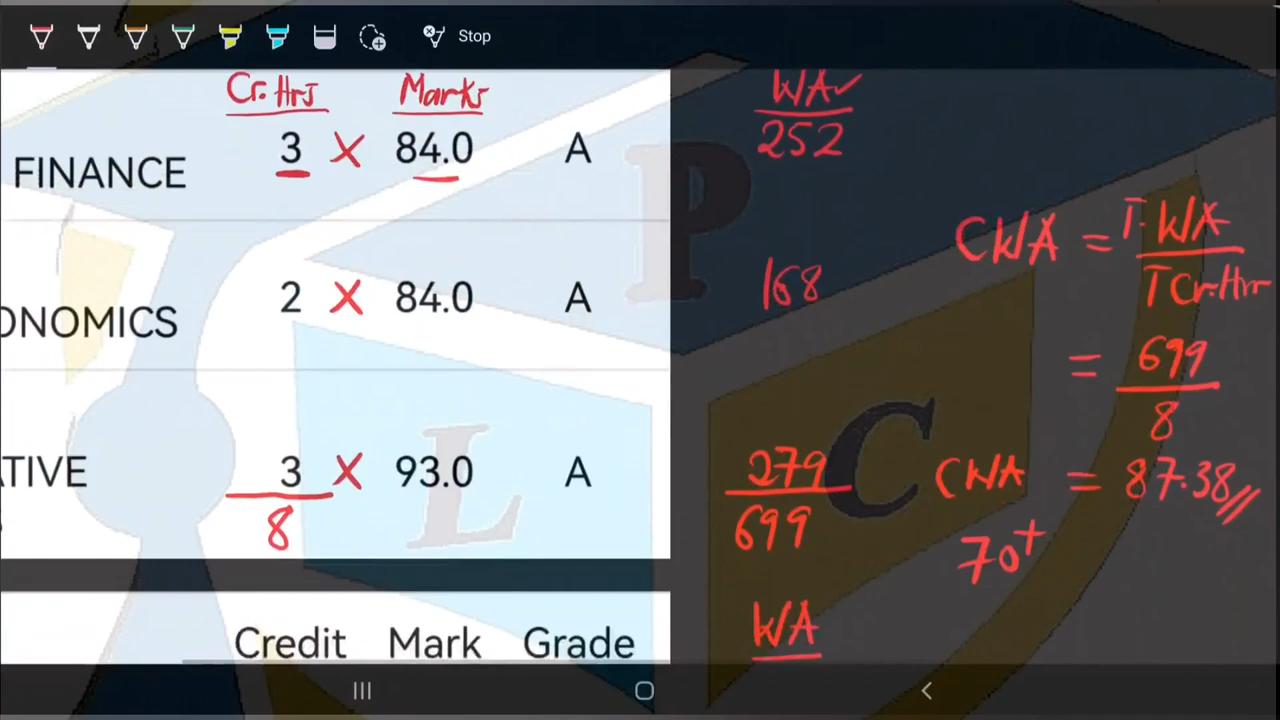 Stop
Cr.Hrs Marks WA✓
FINANCE 3 X 84.0 A 252
ONOMICS 2 X 84.0 A 168
CWA = T.WA / T Cr.Hrs
= 699 / 8
TIVE 3 X 93.0 A 279
CWA = 87.38//
8 699
70+
WA
Credit Mark Grade
P
L
C